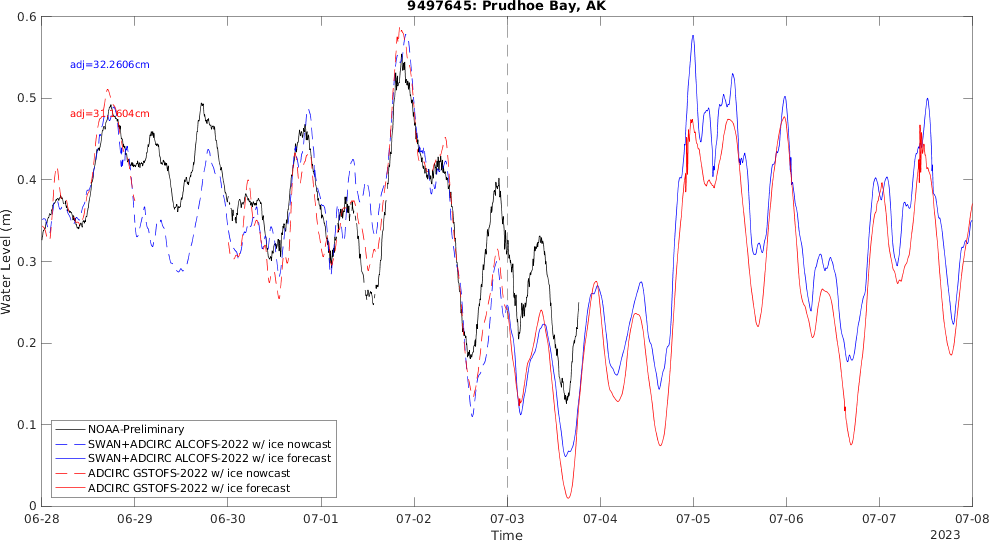 9497645: Prudhoe Bay, AK
0.6
0.5
0.4
0.3
0.2
0.1
0
Water Level (m)
adj=32.2606cm
adj=31.1604cm
NOAA-Preliminary
SWAN+ADCIRC ALCOFS-2022 w/ ice nowcast
SWAN+ADCIRC ALCOFS-2022 w/ ice forecast
ADCIRC GSTOFS-2022 w/ ice nowcast
ADCIRC GSTOFS-2022 w/ ice forecast
06-28 06-29 06-30 07-01 07-02 07-03 07-04 07-05 07-06 07-07 07-08
Time
2023